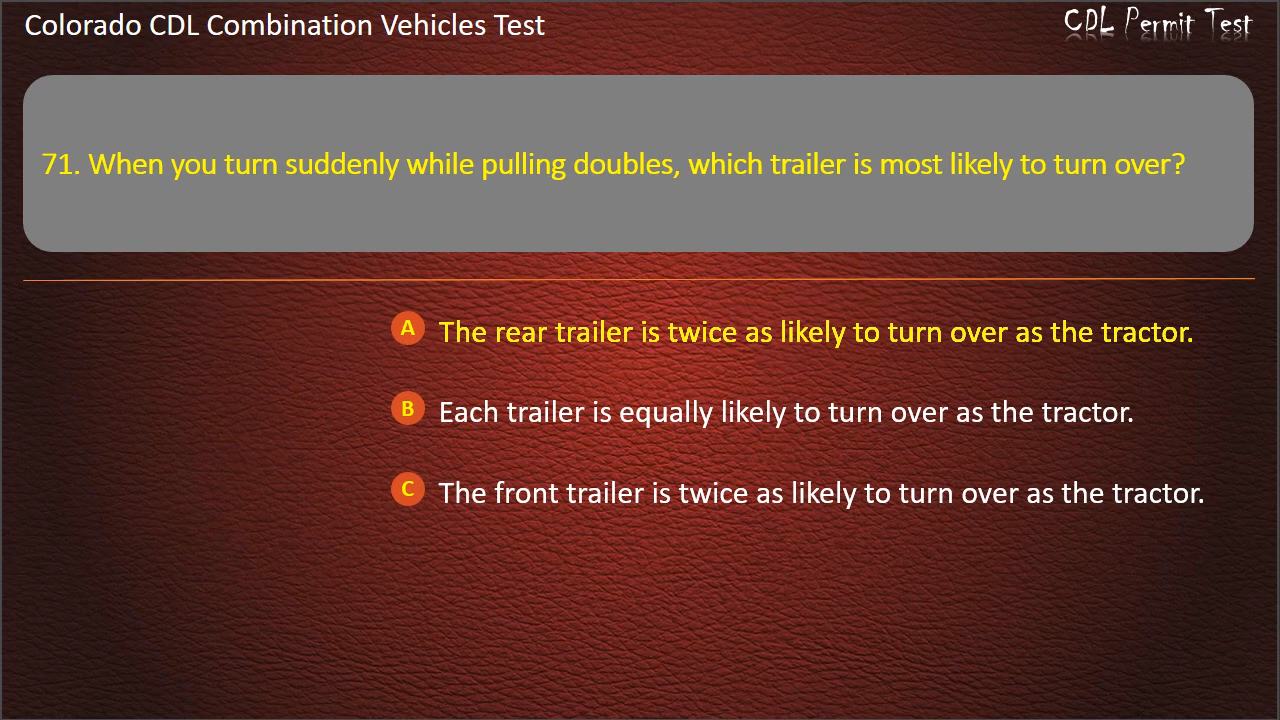 Colorado CDL Combination Vehicles Test
CDL Permit Test
71. When you turn suddenly while pulling doubles, which trailer is most likely to turn over?
A The rear trailer is twice as likely to turn over as the tractor.
B Each trailer is equally likely to turn over as the tractor.
C The front trailer is twice as likely to turn over as the tractor.